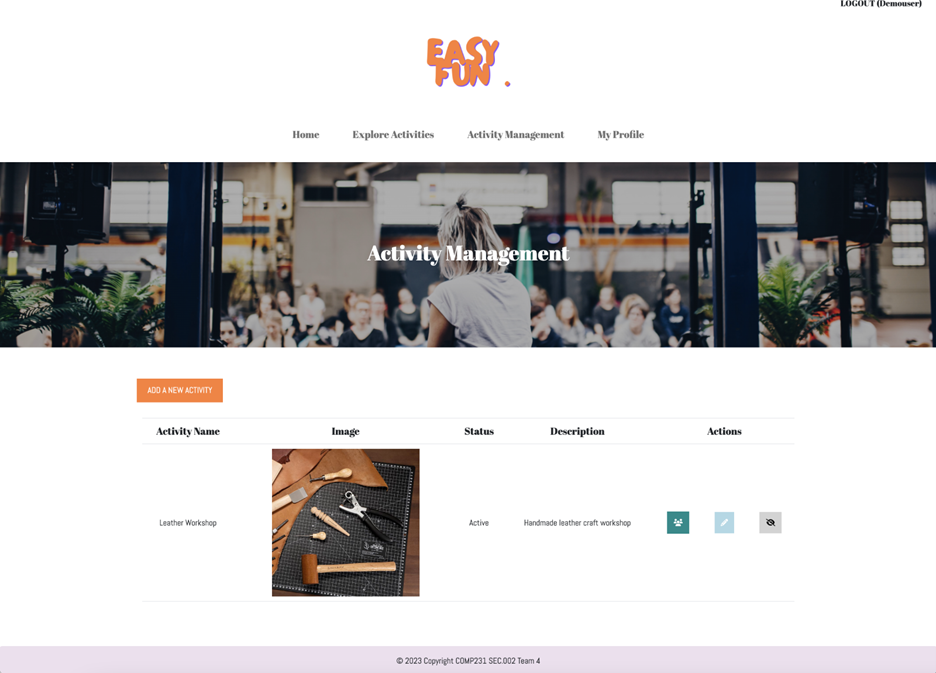 LOGOUT (Demouser)
EASY
FUN .
Home Explore Activities Activity Management My Profile
Activity Management
ADD A NEW ACTIVITY
Activity Name Image Status Description Actions
Leather Workshop Active Handmade leather craft workshop
© 2023 Copyright COMP231 SEC.002 Team 4